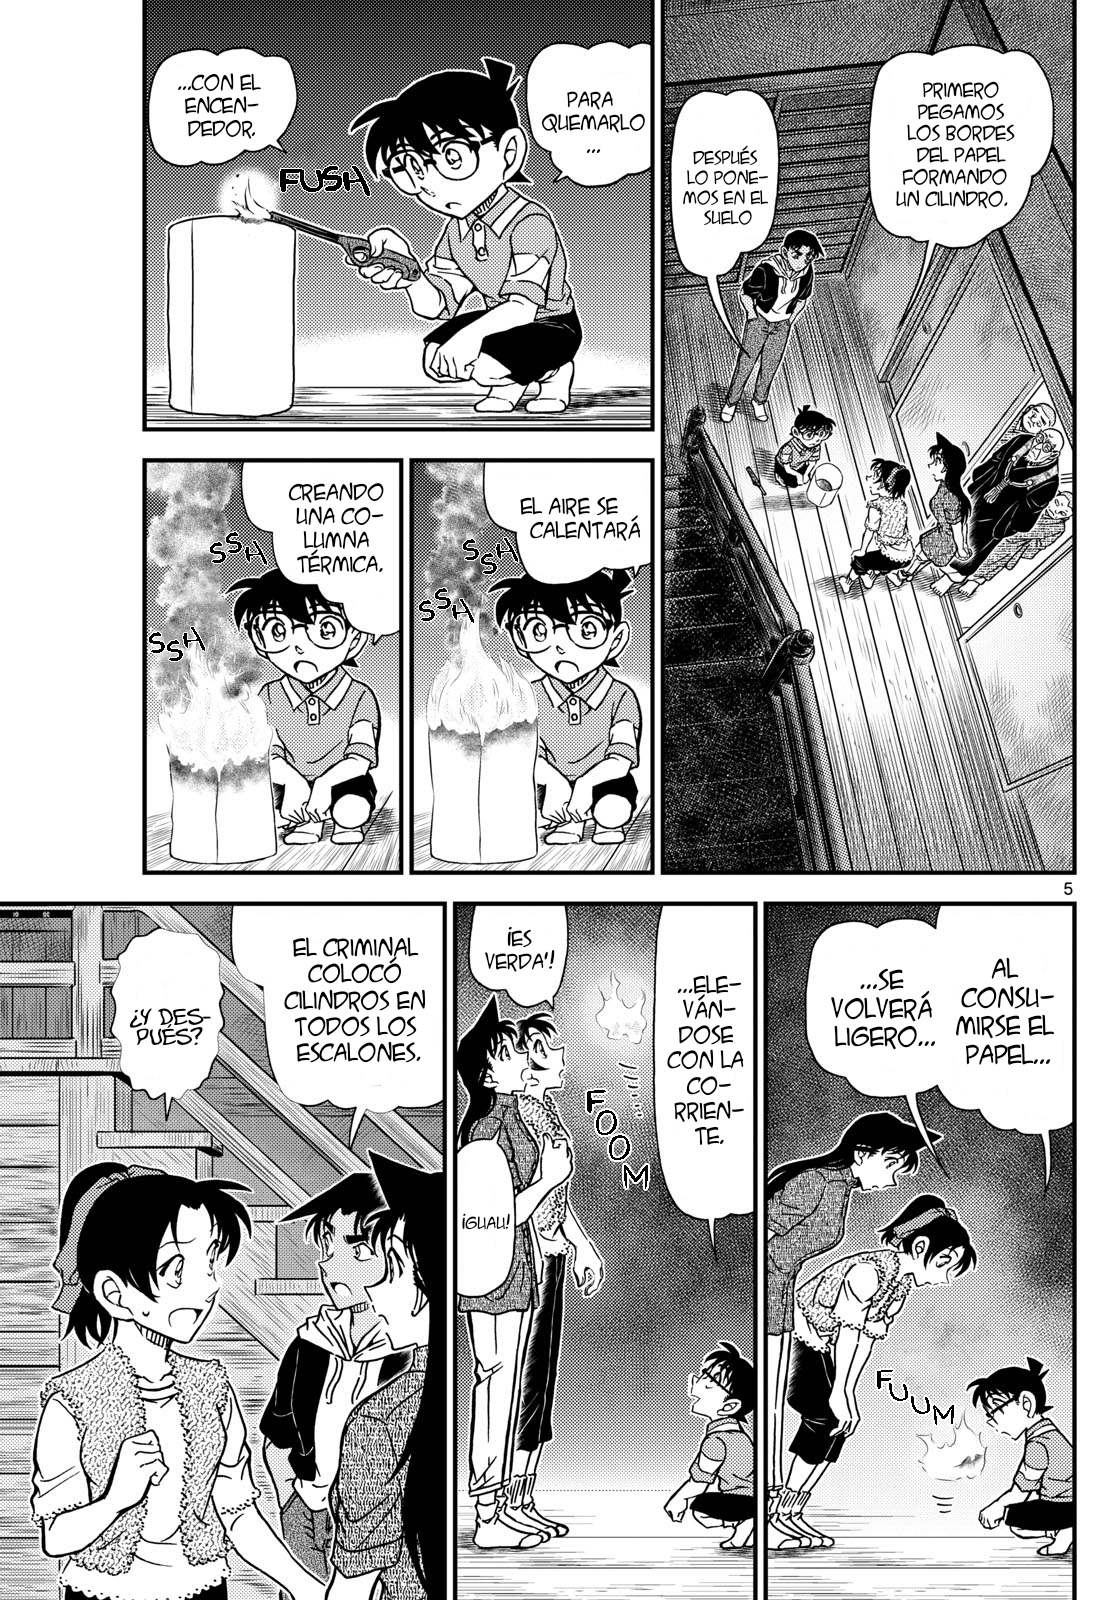 PRIMERO
PEGAMOS
LOS BORDES
DEL PAPEL
FORMANDO
UN CILINDRO.
DESPUÉS
LO PONE-
MOS EN EL
SUELO
PARA
QUEMARLO
...
...CON EL
ENCEN-
DEDOR.
FUSH
EL AIRE SE
CALENTARÁ
SSH
SSH
CREANDO
UNA CO-
LUMNA
TÉRMICA.
SSH
SSH
5
AL
CONSU-
MIRSE EL
PAPEL...
...SE
VOLVERÁ
LIGERO...
FUUM
...ELE-
VÁN-
DOSE
CON LA
CO-
RRIEN-
TE.
¡ES
VERDA'!
FOOM
¡IGUAL!
EL CRIMINAL
COLOCÓ
CILINDROS EN
TODOS LOS
ESCALONES.
¿Y DES-
PUÉS?